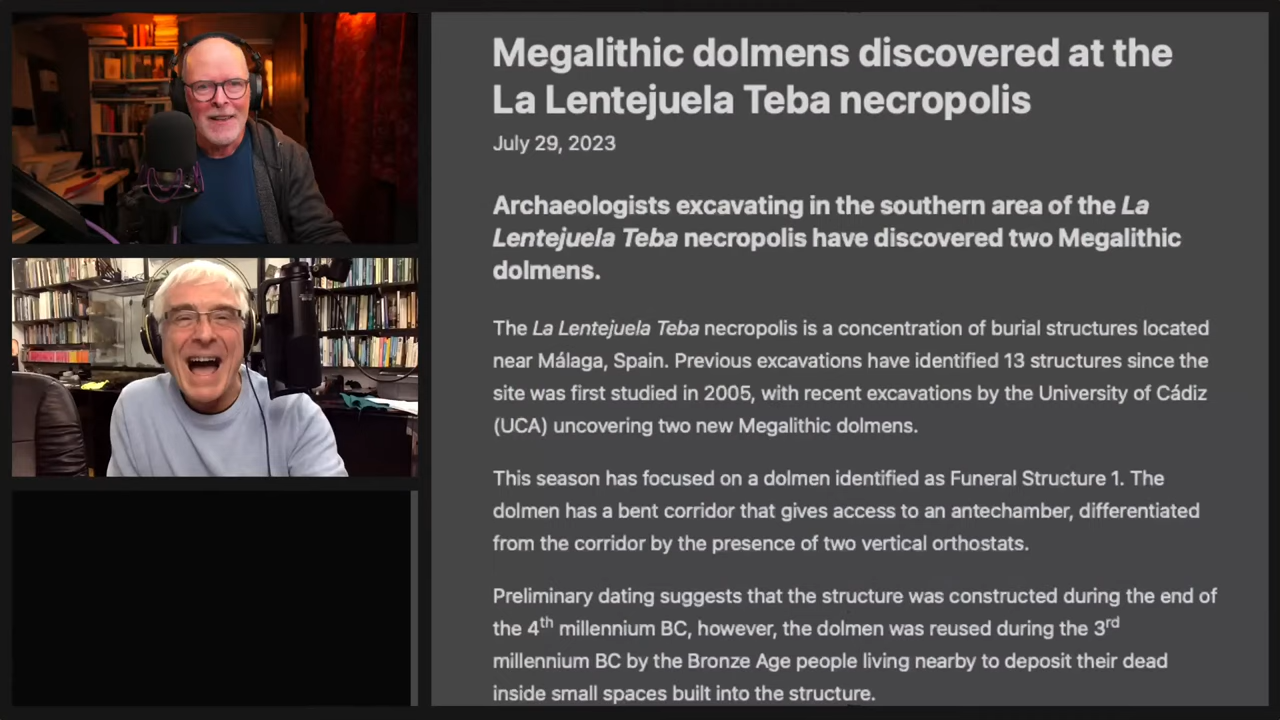 Megalithic dolmens discovered at the
La Lentejuela Teba necropolis
July 29, 2023
Archaeologists excavating in the southern area of the La
Lentejuela Teba necropolis have discovered two Megalithic
dolmens.
The La Lentejuela Teba necropolis is a concentration of burial structures located
near Málaga, Spain. Previous excavations have identified 13 structures since the
site was first studied in 2005, with recent excavations by the University of Cádiz
(UCA) uncovering two new Megalithic dolmens.
This season has focused on a dolmen identified as Funeral Structure 1. The
dolmen has a bent corridor that gives access to an antechamber, differentiated
from the corridor by the presence of two vertical orthostats.
Preliminary dating suggests that the structure was constructed during the end of
the 4th millennium BC, however, the dolmen was reused during the 3rd
millennium BC by the Bronze Age people living nearby to deposit their dead
inside small spaces built into the structure.